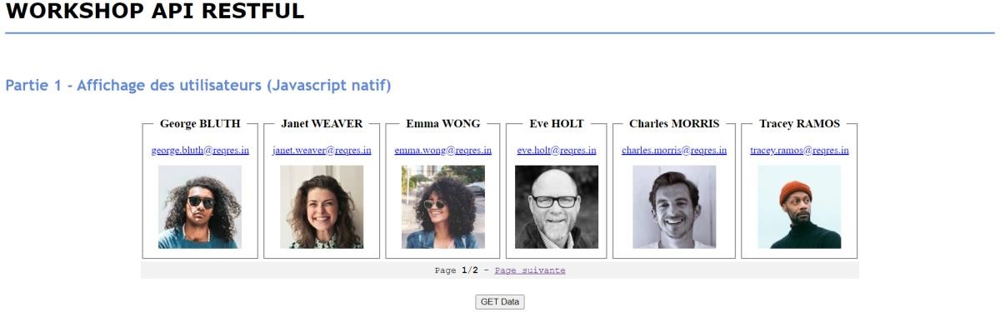 WORKSHOP API RESTFUL
Partie 1 - Affichage des utilisateurs (Javascript natif)
George BLUTH Janet WEAVER Emma WONG Eve HOLT Charles MORRIS Tracey RAMOS
george.bluth@reqres.in janet.weaver@reqres.in emma.wong@reqres.in eve.holt@reqres.in charles.morris@reqres.in tracey.ramos@reqres.in
Page 1/2 - Page suivante
GET Data